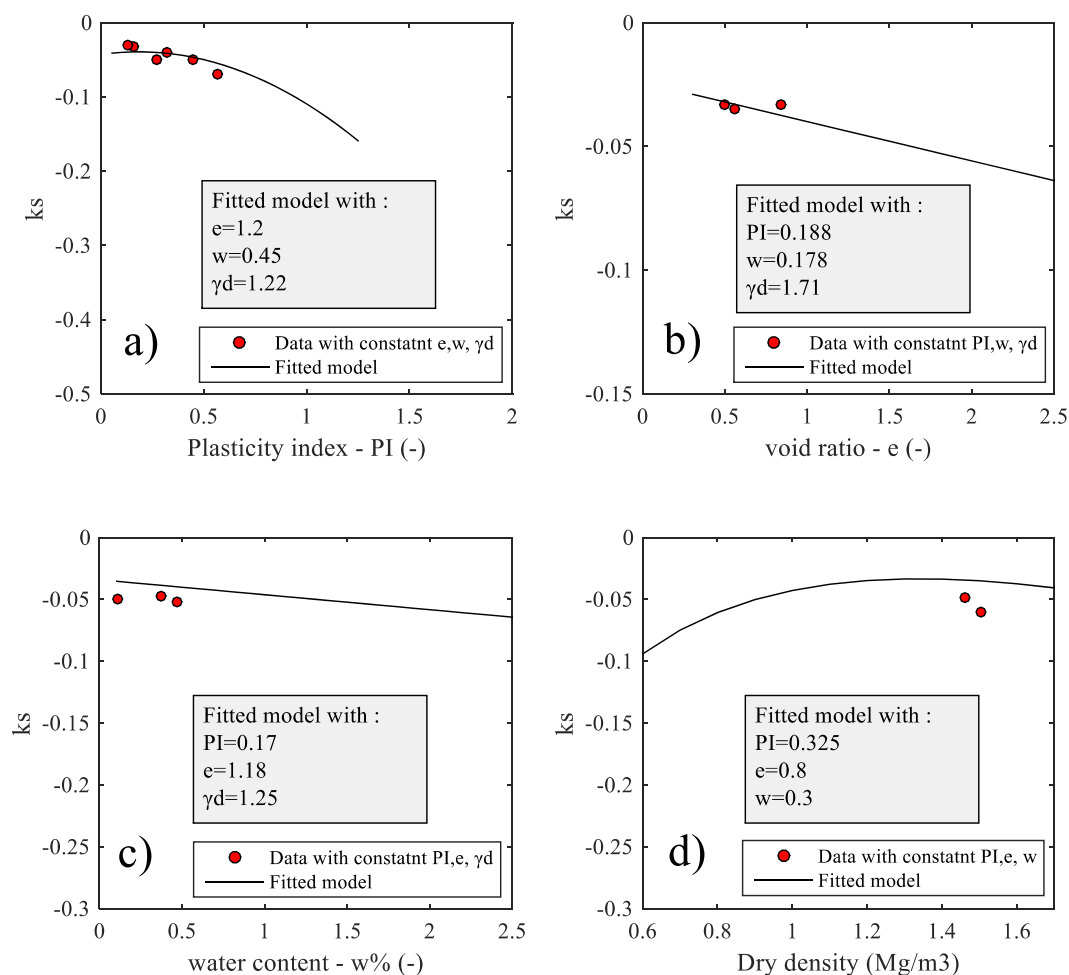 0
-0.1
-0.2
-0.3
-0.4
-0.5
ks
Fitted model with :
e=1.2
w=0.45
γd=1.22
a)
Data with constatnt e,w, γd
Fitted model
0 0.5 1 1.5 2
Plasticity index - PI (-)
0
-0.05
-0.1
-0.15
ks
Fitted model with :
PI=0.188
w=0.178
γd=1.71
b)
Data with constatnt PI,w, γd
Fitted model
0 0.5 1 1.5 2 2.5
void ratio - e (-)
0
-0.05
-0.1
-0.15
-0.2
-0.25
-0.3
ks
Fitted model with :
PI=0.17
e=1.18
γd=1.25
c)
Data with constatnt PI,e, γd
Fitted model
0 0.5 1 1.5 2 2.5
water content - w% (-)
0
-0.05
-0.1
-0.15
-0.2
-0.25
-0.3
ks
Fitted model with :
PI=0.325
e=0.8
w=0.3
d)
Data with constatnt PI,e, w
Fitted model
0.6 0.8 1 1.2 1.4 1.6
Dry density (Mg/m3)